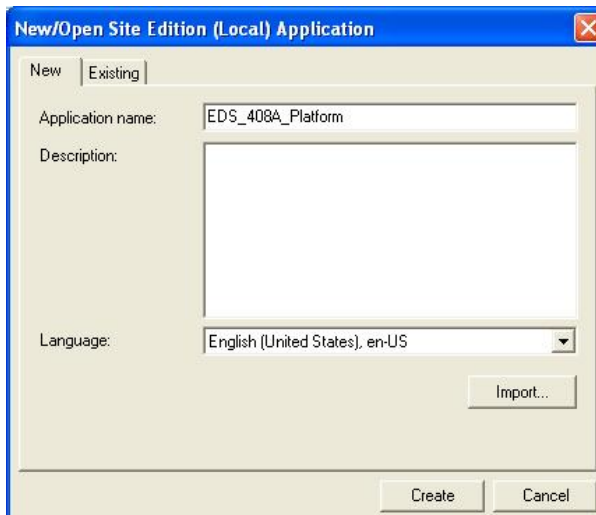 New/Open Site Edition (Local) Application
New Existing
Application name: EDS_408A_Platform
Description:
Language: English (United States), en-US
Import...
Create Cancel